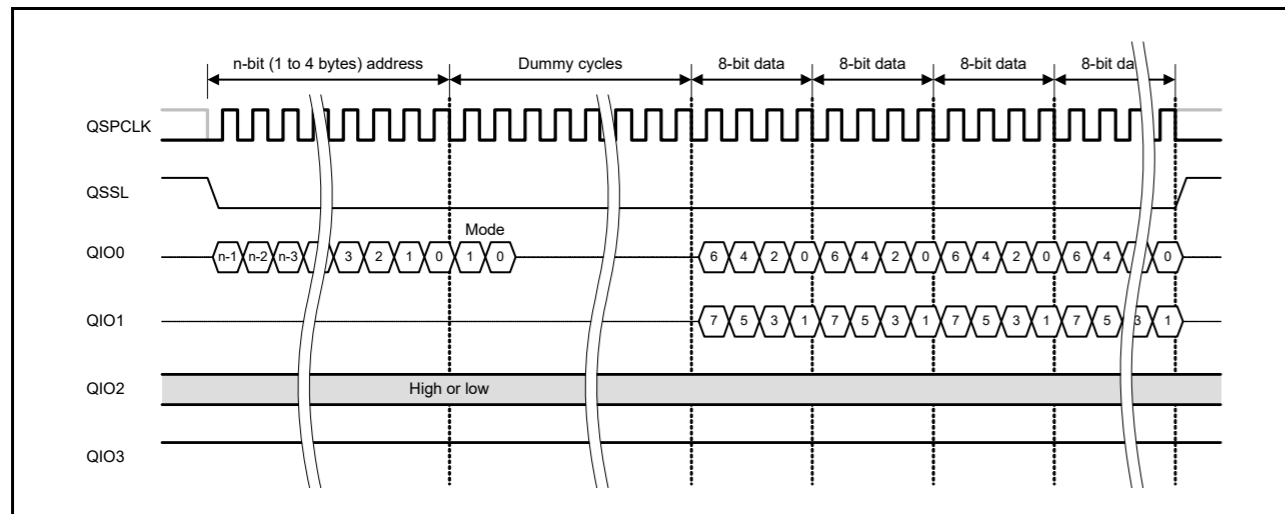 n-bit (1 to 4 bytes) address Dummy cycles 8-bit data 8-bit data 8-bit data 8-bit da
QSPCLK
QSSL
Mode
QIO0 n-1 n-2 n-3 3 2 1 0 1 0 6 4 2 0 6 4 2 0 6 4 2 0 6 4 0
QIO1 7 5 3 1 7 5 3 1 7 5 3 1 7 5 3 1
QIO2 High or low
QIO3